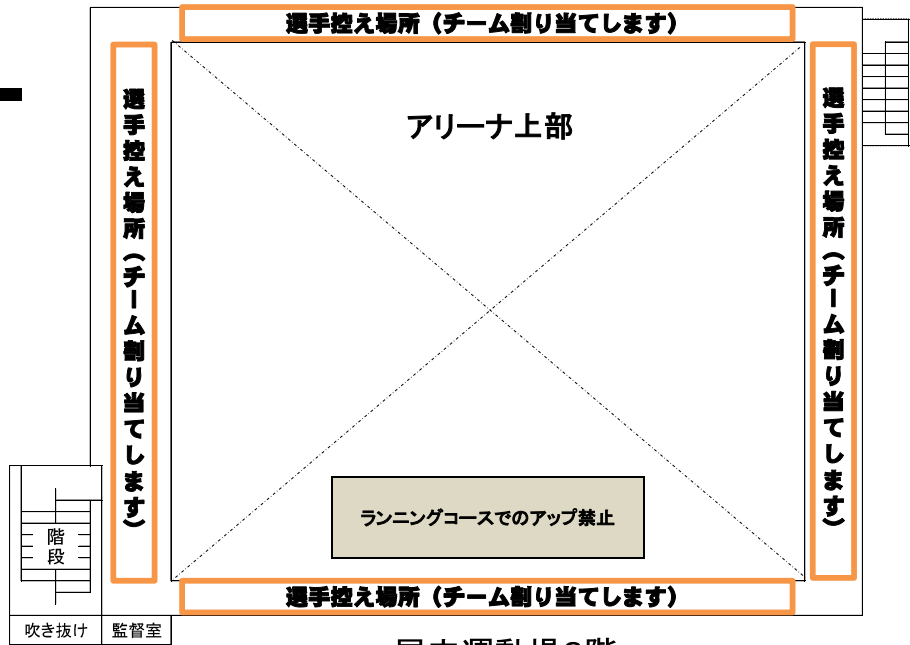 選手控え場所（チーム割り当てします）
選手控え場所（チーム割り当てします）
アリーナ上部
選手控え場所（チーム割り当てします）
ランニングコースでのアップ禁止
階段
選手控え場所（チーム割り当てします）
吹き抜け
監督室